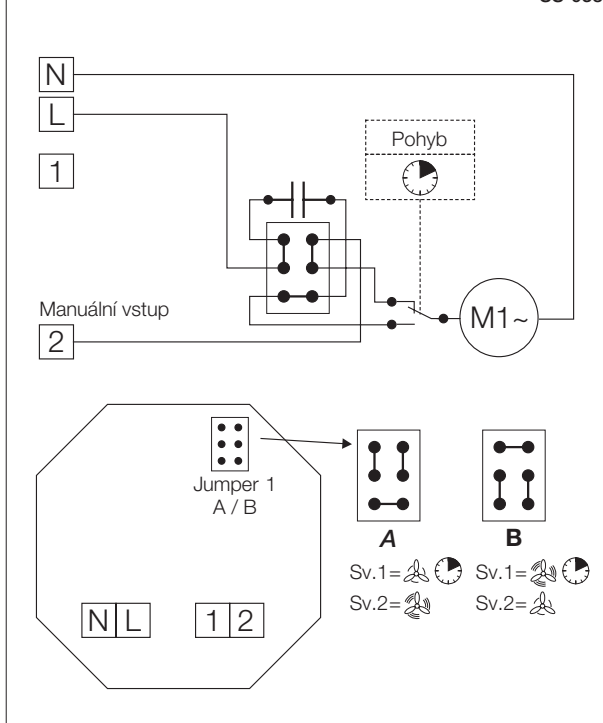 N
L
Pohyb
1
Manuální vstup
2
M1~
Jumper 1
A / B
A
B
Sv.1=
Sv.1=
Sv.2=
Sv.2=
N L
1 2